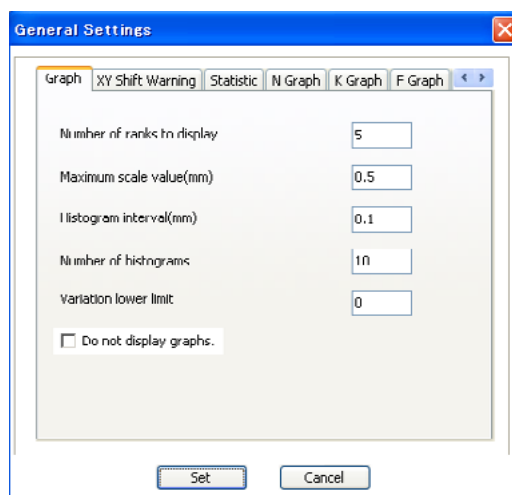 General Settings
Graph XY Shift Warning Statistic N Graph K Graph F Graph
Number of ranks to display 5
Maximum scale value(mm) 0.5
Histogram interval(mm) 0.1
Number of histograms 10
Variation lower limit 0
Do not display graphs.
Set Cancel